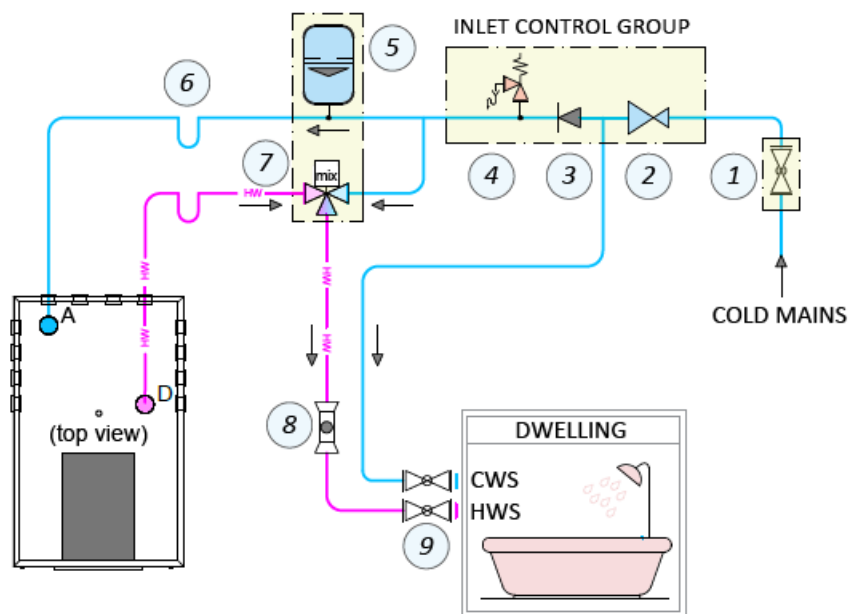 INLET CONTROL GROUP
5
6
7
mix
4
3
2
1
HW
HW
HW
HW
HW
COLD MAINS
A
D
(top view)
8
DWELLING
CWS
HWS
9